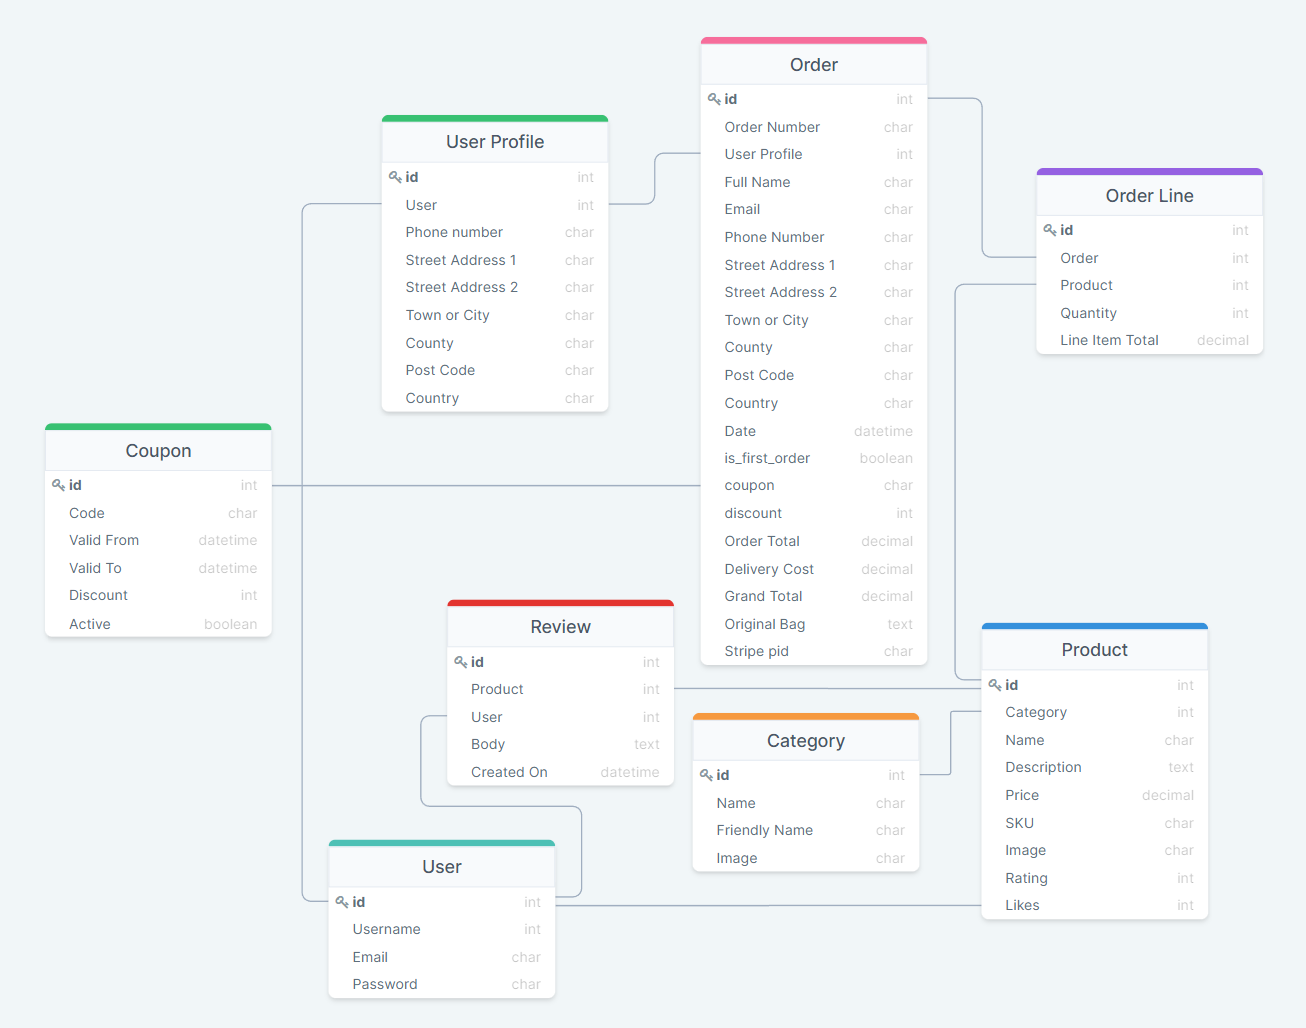 Order
id int
Order Number char
User Profile int
Full Name char
Email char
Phone Number char
Street Address 1 char
Street Address 2 char
Town or City char
County char
Post Code char
Country char
Date datetime
is_first_order boolean
coupon char
discount int
Order Total decimal
Delivery Cost decimal
Grand Total decimal
Original Bag text
Stripe pid char
User Profile
id int
User int
Phone number char
Street Address 1 char
Street Address 2 char
Town or City char
County char
Post Code char
Country char
Order Line
id int
Order int
Product int
Quantity int
Line Item Total decimal
Coupon
id int
Code char
Valid From datetime
Valid To datetime
Discount int
Active boolean
Review
id int
Product int
User int
Body text
Created On datetime
Product
id int
Category int
Name char
Description text
Price decimal
SKU char
Image char
Rating int
Likes int
Category
id int
Name char
Friendly Name char
Image char
User
id int
Username int
Email char
Password char